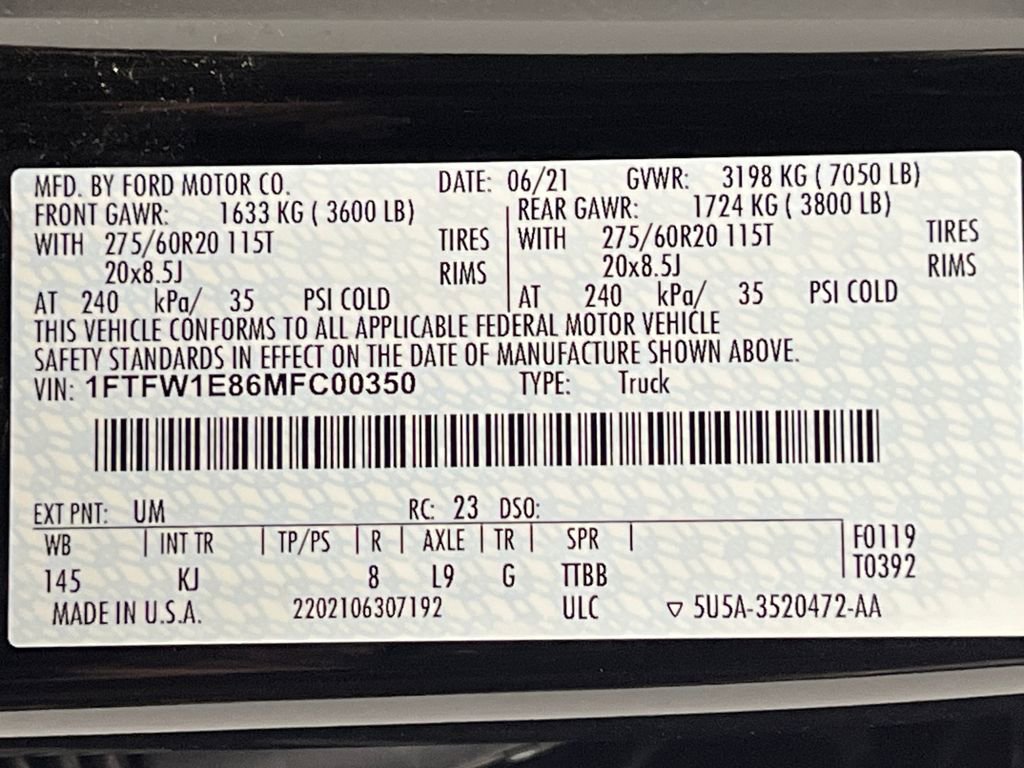 MFD. BY FORD MOTOR CO. DATE: 06/21 GVWR: 3198 KG ( 7050 LB)
FRONT GAWR: 1633 KG ( 3600 LB) REAR GAWR: 1724 KG ( 3800 LB)
WITH 275/60R20 115T TIRES WITH 275/60R20 115T TIRES
20x8.5J RIMS 20x8.5J RIMS
AT 240 kPa/ 35 PSI COLD AT 240 kPa/ 35 PSI COLD
THIS VEHICLE CONFORMS TO ALL APPLICABLE FEDERAL MOTOR VEHICLE
SAFETY STANDARDS IN EFFECT ON THE DATE OF MANUFACTURE SHOWN ABOVE.
VIN: 1FTFW1E86MFC00350 TYPE: Truck
EXT PNT: UM RC: 23 DSO:
WB INT TR TP/PS R AXLE TR SPR F0119
145 KJ 8 L9 G TTBB T0392
MADE IN U.S.A. 2202106307192 ULC ▽ 5U5A-3520472-AA